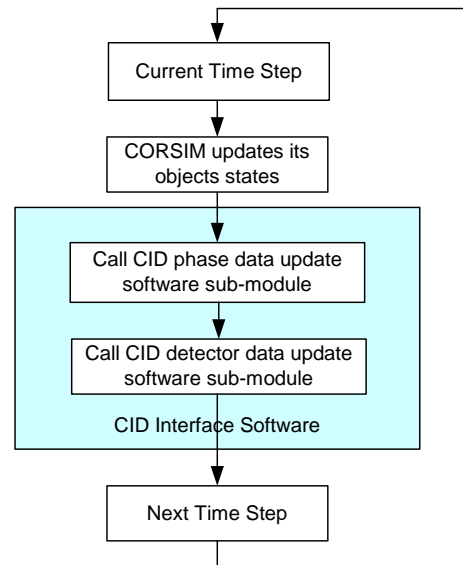 Current Time Step
CORSIM updates its
objects states
Call CID phase data update
software sub-module
Call CID detector data update
software sub-module
CID Interface Software
Next Time Step